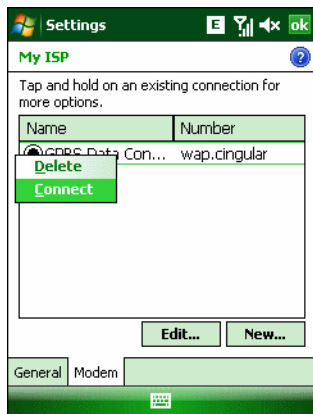 Settings
E
ok
My ISP
?
Tap and hold on an existing connection for
more options.
Name Number
GPRS Data Con... wap.cingular
Delete
Connect
Edit... New...
General Modem